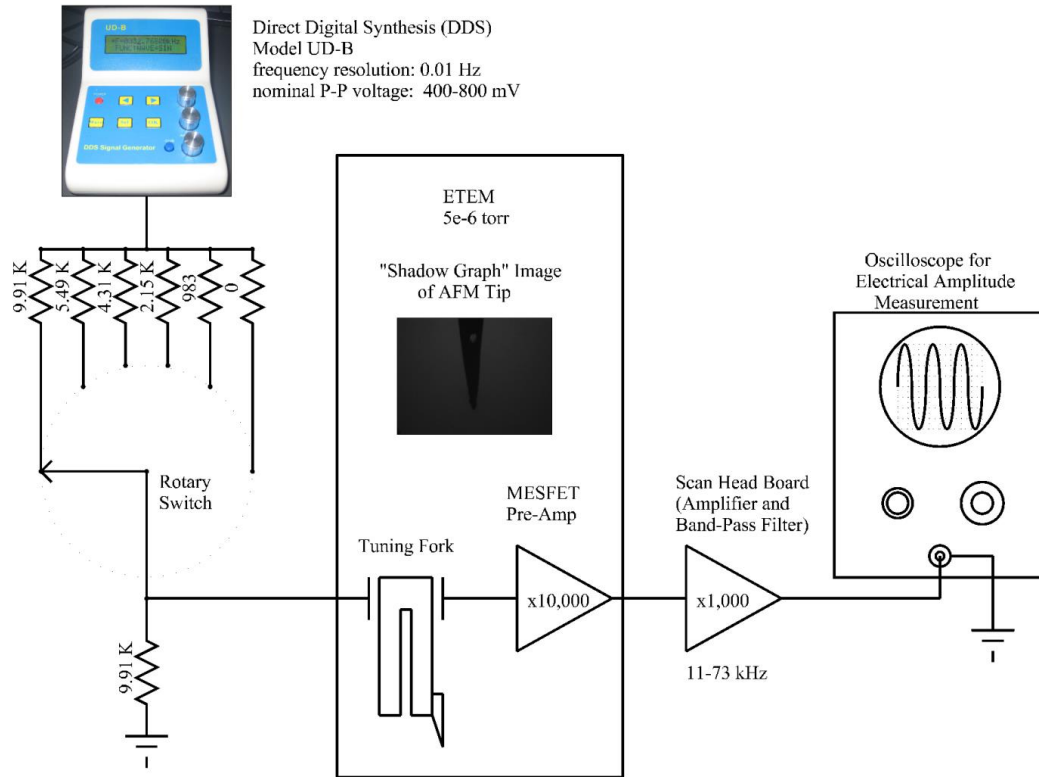 UD-B
DDS Signal Generator
Direct Digital Synthesis (DDS)
Model UD-B
frequency resolution: 0.01 Hz
nominal P-P voltage: 400-800 mV
9.91 K
5.49 K
4.31 K
2.15 K
983
0
Rotary
Switch
9.91 K
ETEM
5e-6 torr
"Shadow Graph" Image
of AFM Tip
MESFET
Pre-Amp
Tuning Fork
x10,000
Scan Head Board
(Amplifier and
Band-Pass Filter)
x1,000
11-73 kHz
Oscilloscope for
Electrical Amplitude
Measurement